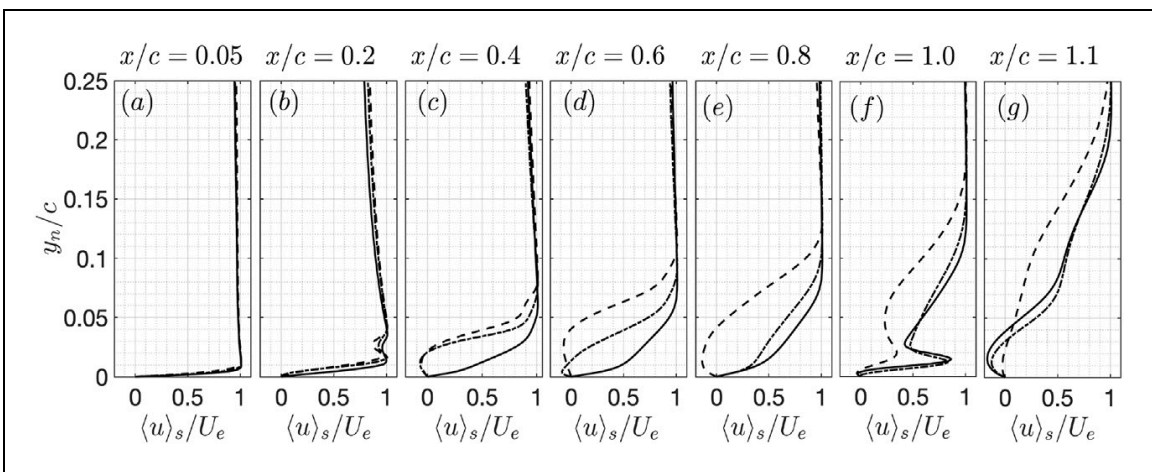 x/c = 0.05 x/c = 0.2 x/c = 0.4 x/c = 0.6 x/c = 0.8 x/c = 1.0 x/c = 1.1
0.25
(a) (b) (c) (d) (e) (f) (g)
0.2
0.15
y_n/c
0.1
0.05
0
0 0.5 1 0 0.5 1 0 0.5 1 0 0.5 1 0 0.5 1 0 0.5 1 0 0.5 1
⟨u⟩_s/U_e ⟨u⟩_s/U_e ⟨u⟩_s/U_e ⟨u⟩_s/U_e ⟨u⟩_s/U_e ⟨u⟩_s/U_e ⟨u⟩_s/U_e